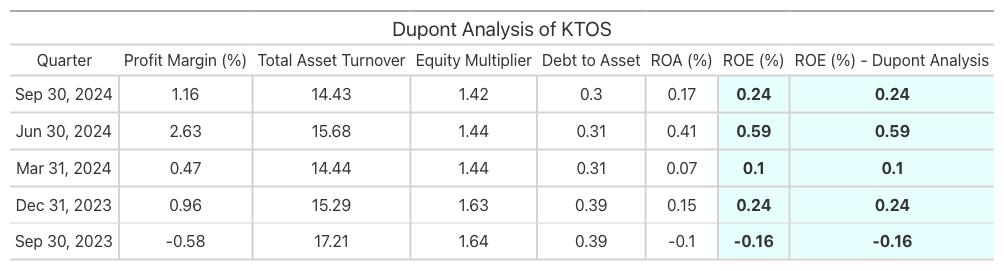 Dupont Analysis of KTOS
Quarter Profit Margin (%) Total Asset Turnover Equity Multiplier Debt to Asset ROA (%) ROE (%) ROE (%) - Dupont Analysis
Sep 30, 2024 1.16 14.43 1.42 0.3 0.17 0.24 0.24
Jun 30, 2024 2.63 15.68 1.44 0.31 0.41 0.59 0.59
Mar 31, 2024 0.47 14.44 1.44 0.31 0.07 0.1 0.1
Dec 31, 2023 0.96 15.29 1.63 0.39 0.15 0.24 0.24
Sep 30, 2023 -0.58 17.21 1.64 0.39 -0.1 -0.16 -0.16